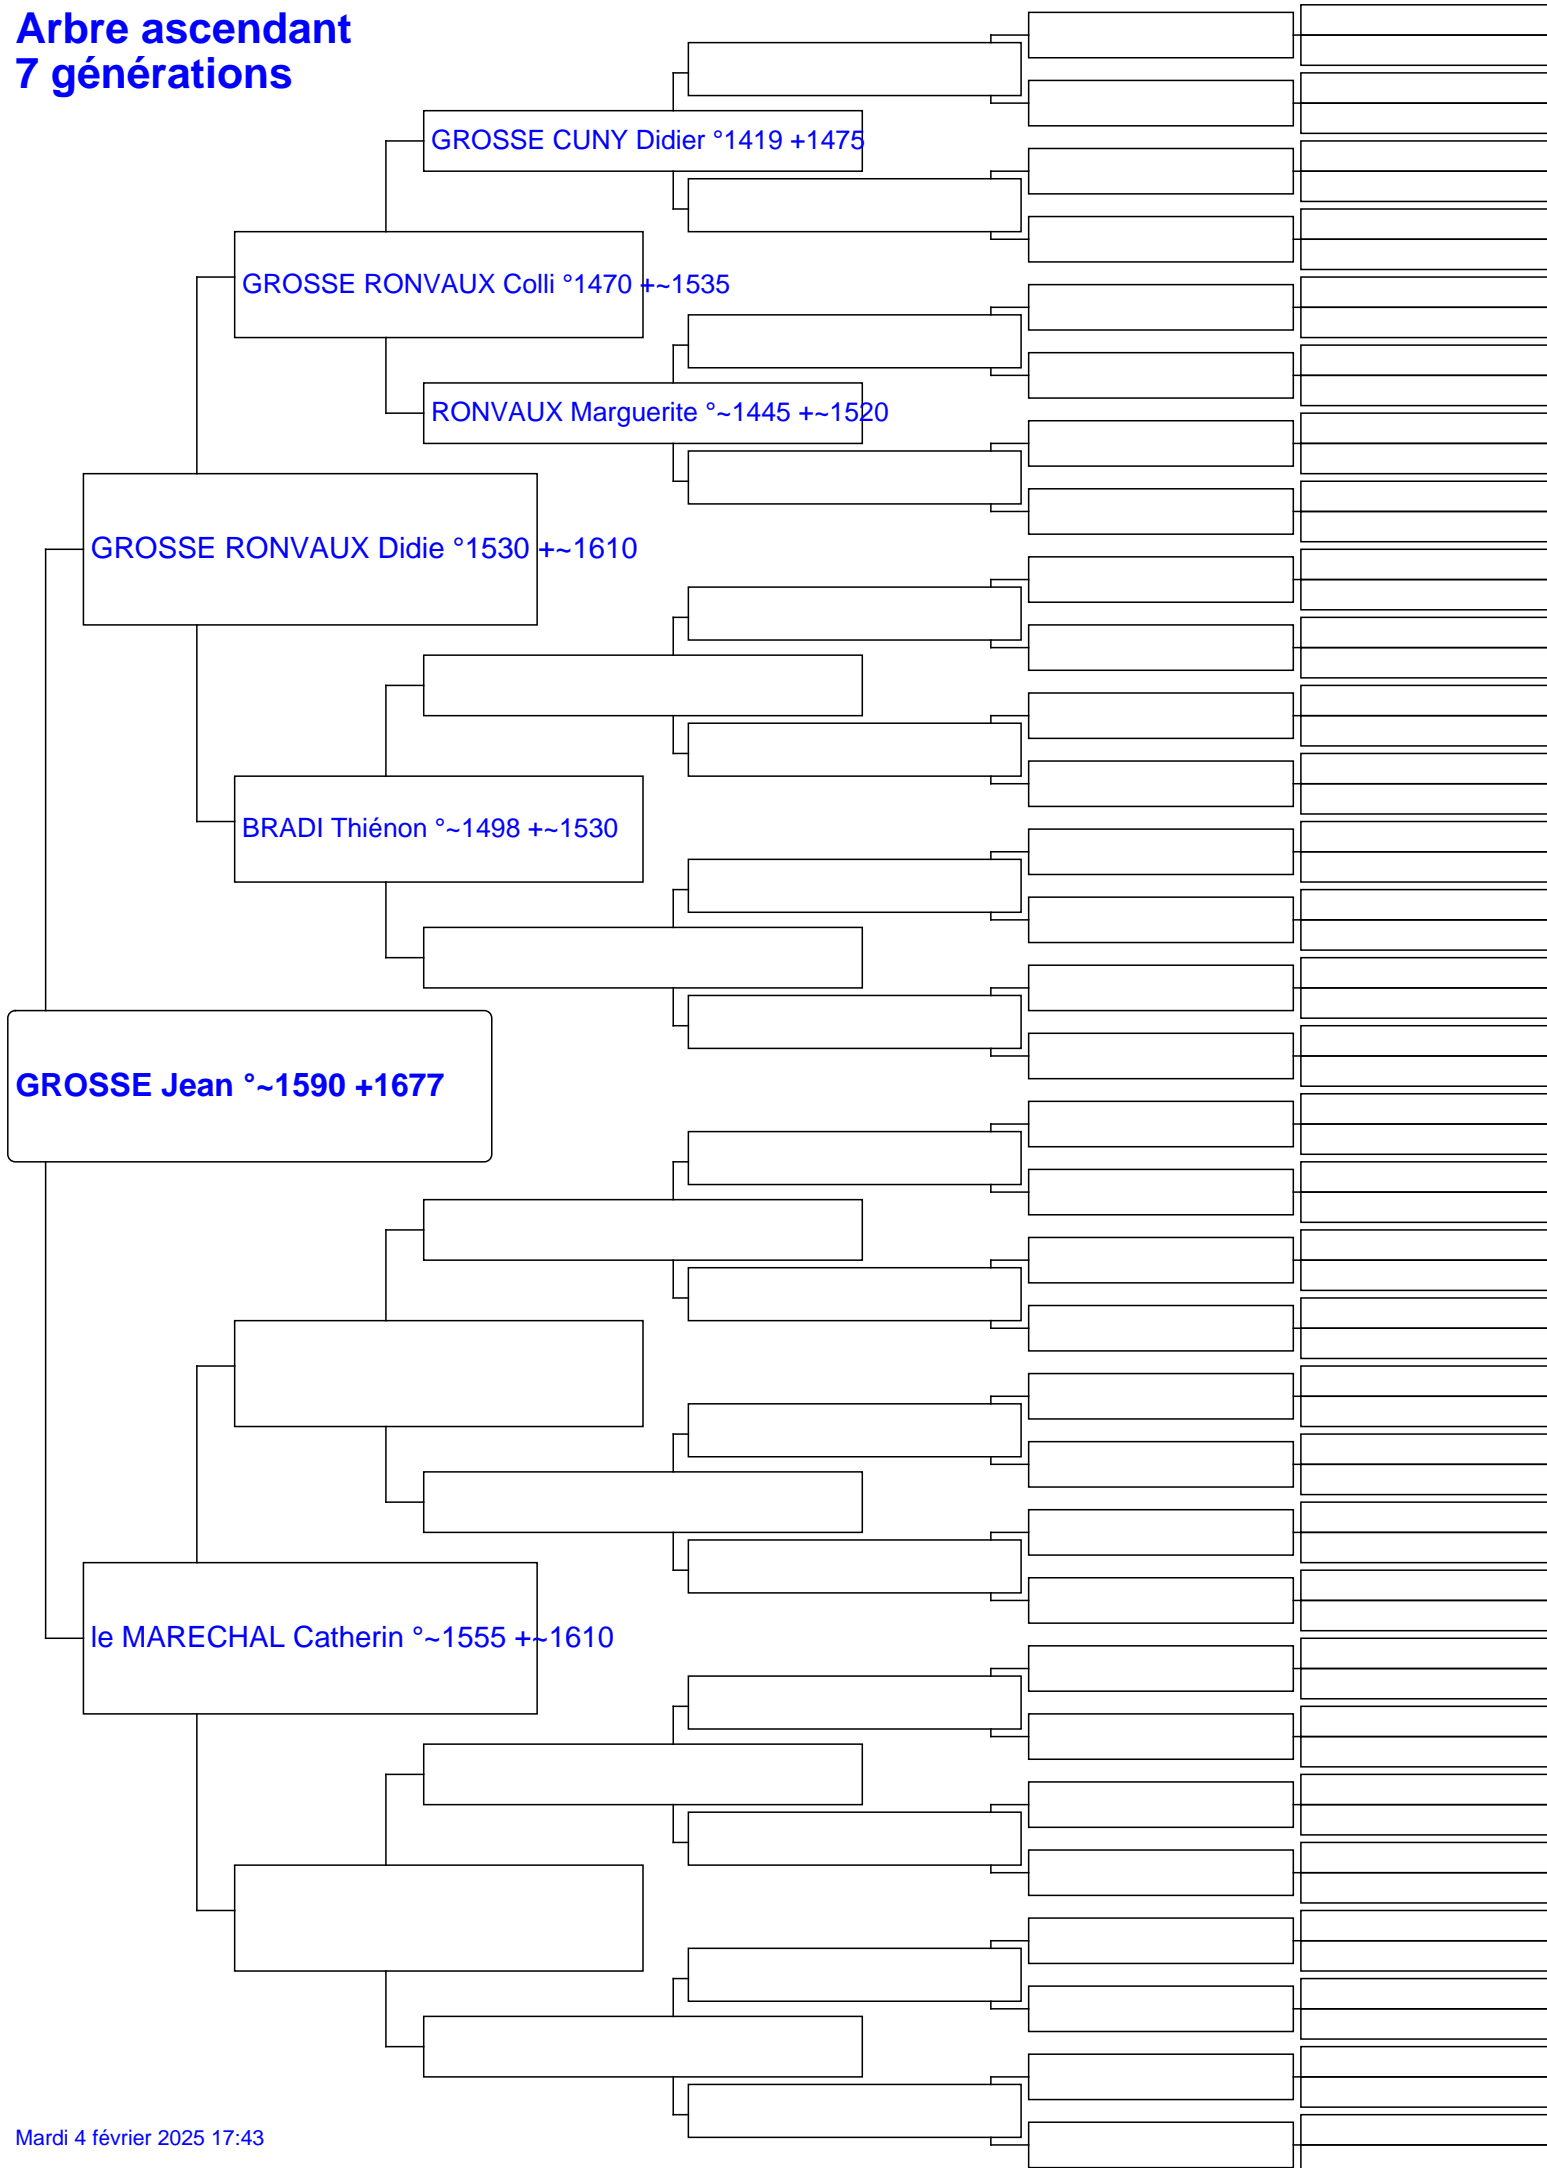 Arbre ascendant
7 générations
GROSSE CUNY Didier °1419 +1475
GROSSE RONVAUX Colli °1470 +~1535
RONVAUX Marguerite °~1445 +~1520
GROSSE RONVAUX Didie °1530 +~1610
BRADI Thiénon °~1498 +~1530
GROSSE Jean °~1590 +1677
le MARECHAL Catherin °~1555 +~1610
Mardi 4 février 2025 17:43